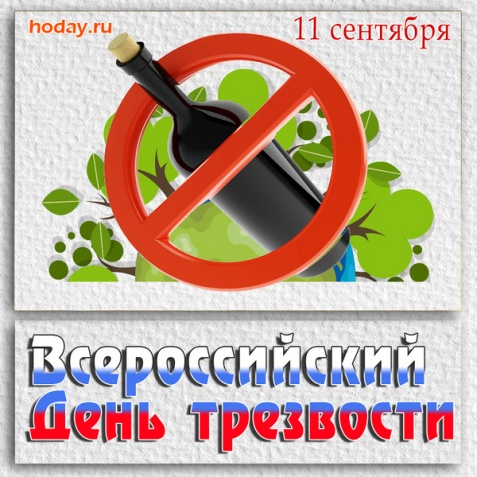 hoday.ru
11 сентября
Всероссийский
День трезвости